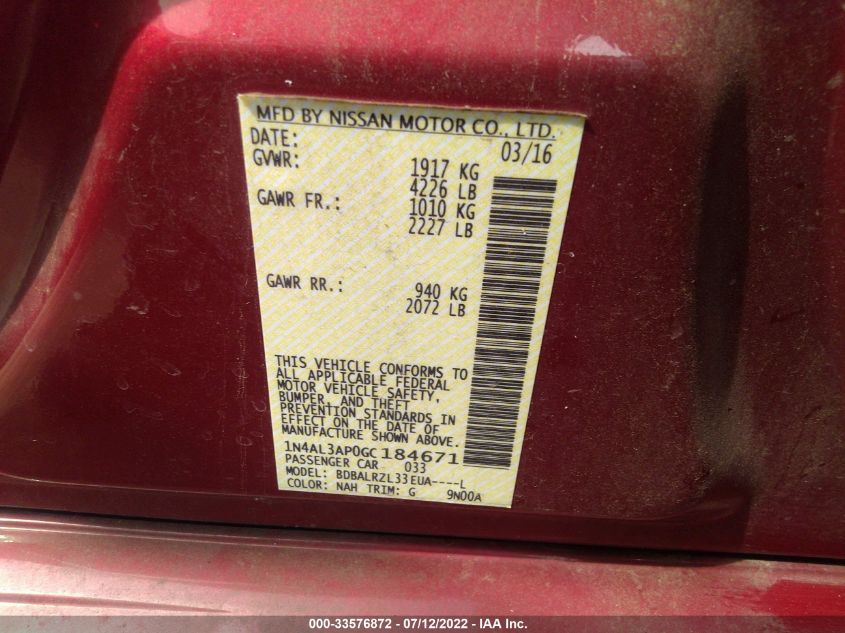 MFD BY NISSAN MOTOR CO., LTD.
DATE: 03/16
GVWR: 1917 KG
4226 LB
GAWR FR.: 1010 KG
2227 LB
GAWR RR.: 940 KG
2072 LB
THIS VEHICLE CONFORMS TO
ALL APPLICABLE FEDERAL
MOTOR VEHICLE SAFETY,
BUMPER, AND THEFT
PREVENTION STANDARDS IN
EFFECT ON THE DATE OF
MANUFACTURE SHOWN ABOVE.
1N4AL3AP0GC184671
PASSENGER CAR 033
MODEL: BDBALRZL33EUA----L
COLOR: NAH TRIM: G 9N00A
000-33576872 - 07/12/2022 - IAA Inc.